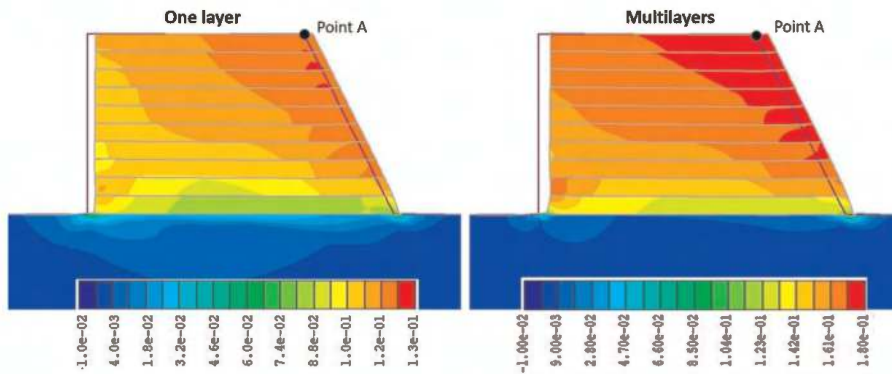 One layer
Point A
-1.0e-02
4.0e-03
1.8e-02
3.2e-02
4.6e-02
6.0e-02
7.4e-02
8.8e-02
1.0e-01
1.2e-01
1.3e-01
Multilayers
Point A
-1.00e-02
9.00e-03
2.80e-02
4.70e-02
6.60e-02
8.50e-02
1.04e-01
1.23e-01
1.42e-01
1.61e-01
1.80e-01